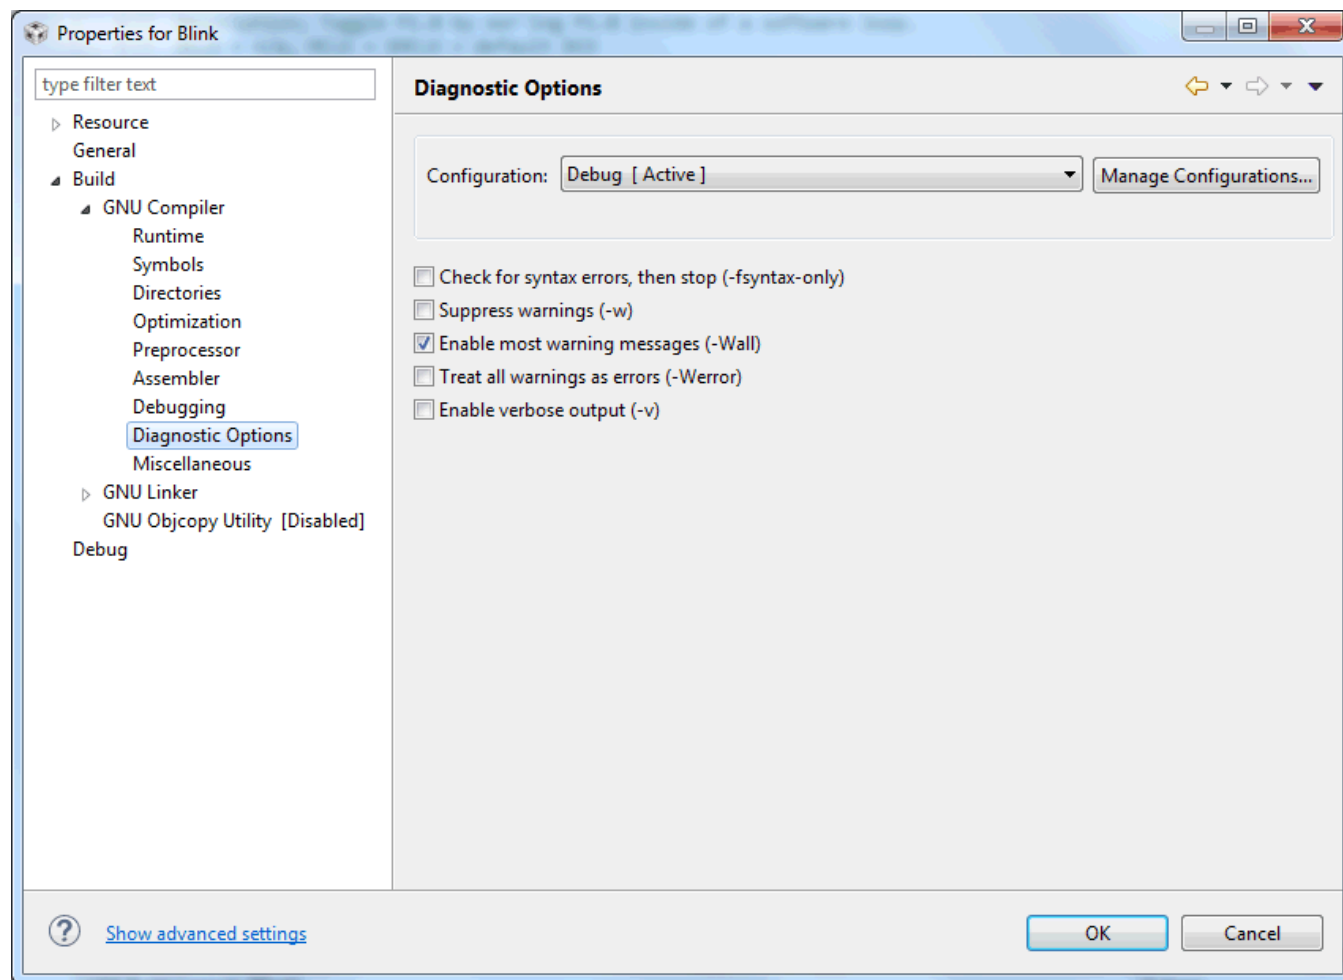 Properties for Blink
type filter text
Resource
General
Build
GNU Compiler
Runtime
Symbols
Directories
Optimization
Preprocessor
Assembler
Debugging
Diagnostic Options
Miscellaneous
GNU Linker
GNU Objcopy Utility [Disabled]
Debug
Diagnostic Options
Configuration: Debug [ Active ] Manage Configurations...
Check for syntax errors, then stop (-fsyntax-only)
Suppress warnings (-w)
Enable most warning messages (-Wall)
Treat all warnings as errors (-Werror)
Enable verbose output (-v)
Show advanced settings
OK Cancel